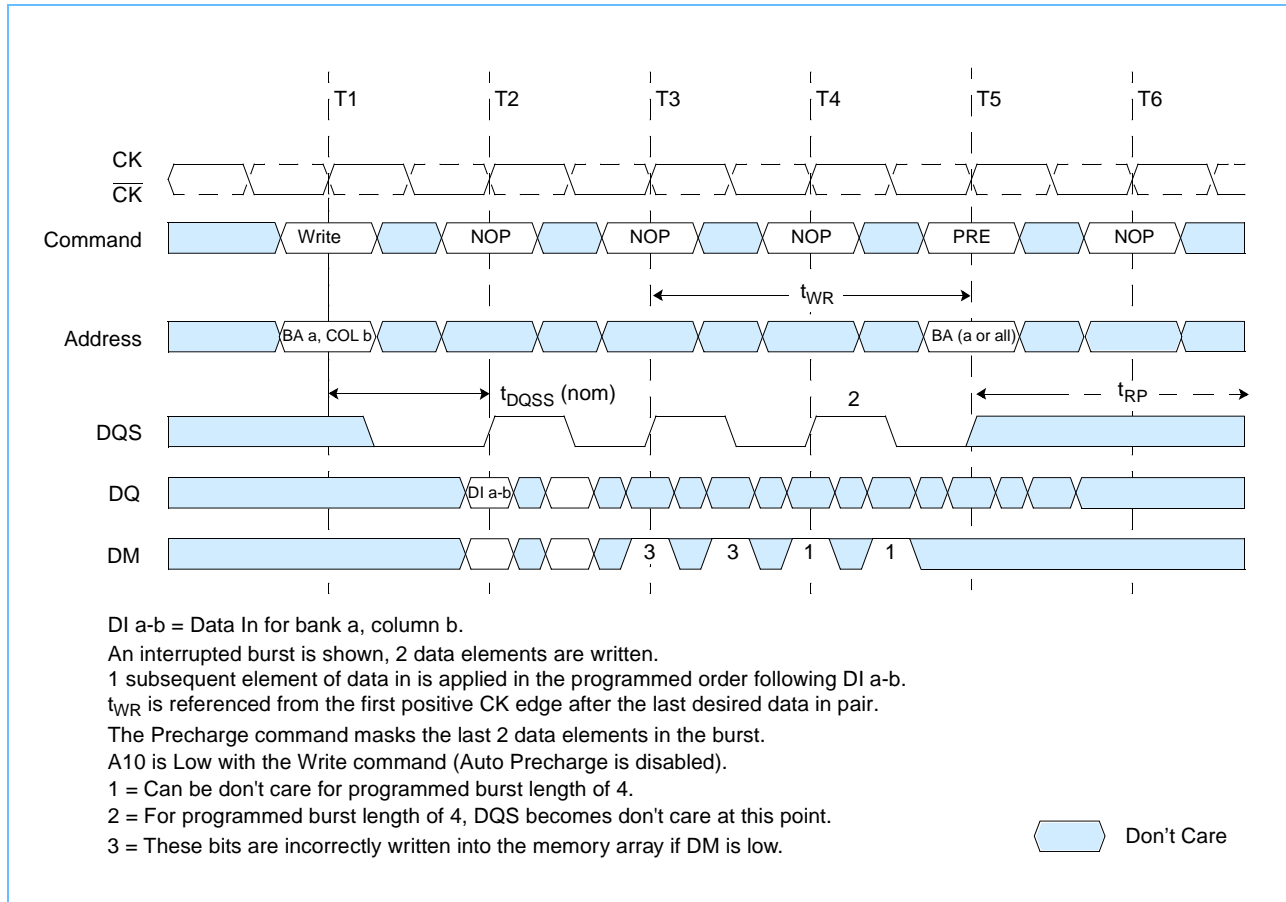 T1 T2 T3 T4 T5 T6
CK
CK
Command Write NOP NOP NOP PRE NOP
tWR
Address BA a, COL b BA (a or all)
tDQSS (nom) 2 tRP
DQS
DQ DI a-b
DM 3 3 1 1
DI a-b = Data In for bank a, column b.
An interrupted burst is shown, 2 data elements are written.
1 subsequent element of data in is applied in the programmed order following DI a-b.
tWR is referenced from the first positive CK edge after the last desired data in pair.
The Precharge command masks the last 2 data elements in the burst.
A10 is Low with the Write command (Auto Precharge is disabled).
1 = Can be don't care for programmed burst length of 4.
2 = For programmed burst length of 4, DQS becomes don't care at this point.
3 = These bits are incorrectly written into the memory array if DM is low.
Don't Care